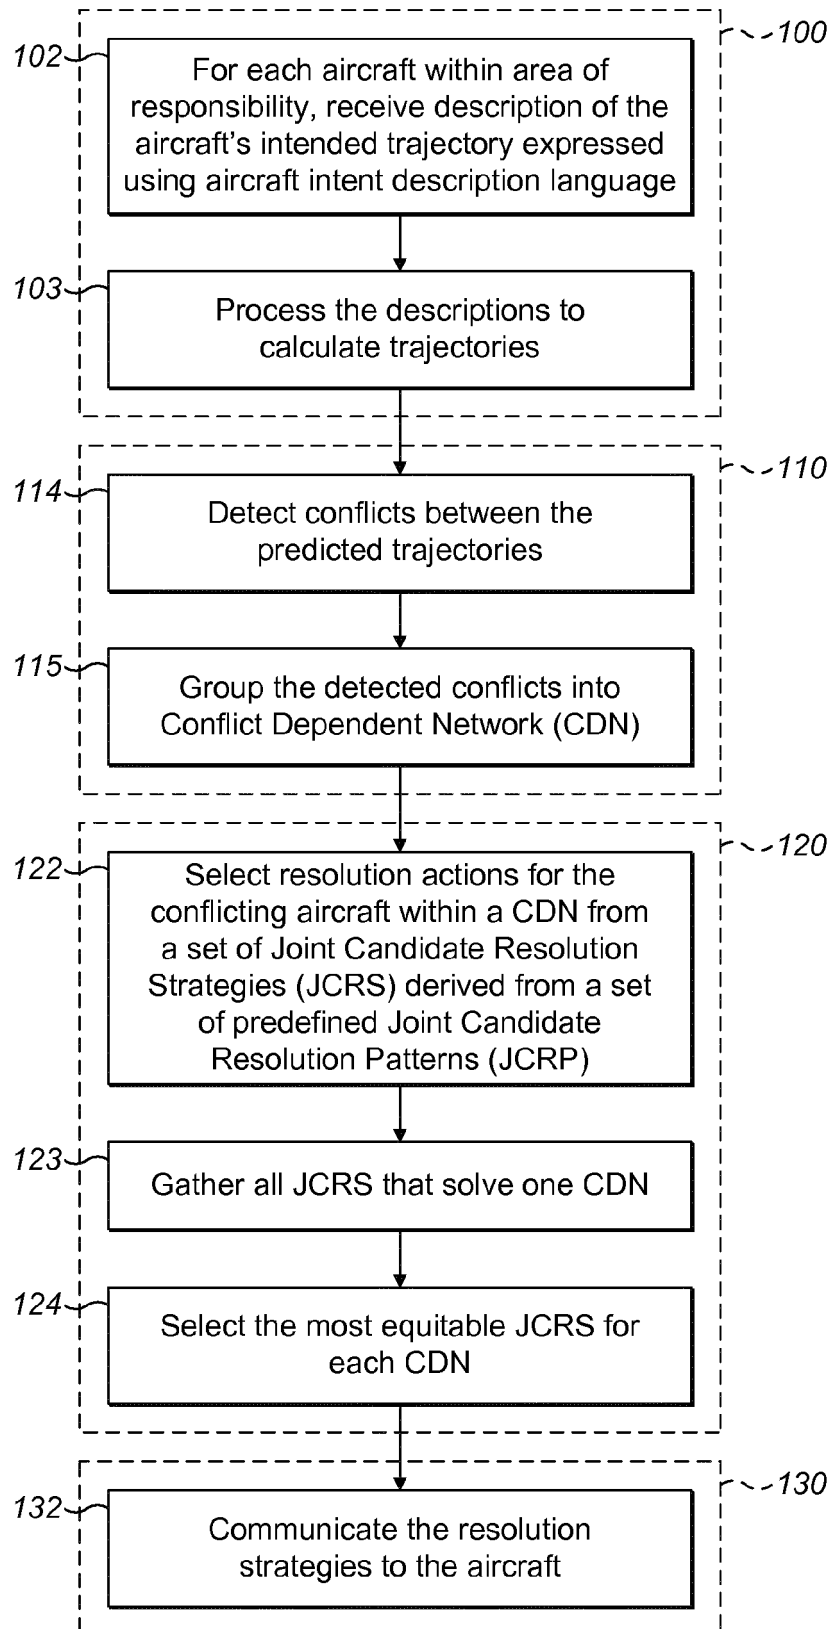 100
102
For each aircraft within area of
responsibility, receive description of the
aircraft's intended trajectory expressed
using aircraft intent description language
103
Process the descriptions to
calculate trajectories
110
114
Detect conflicts between the
predicted trajectories
115
Group the detected conflicts into
Conflict Dependent Network (CDN)
120
122
Select resolution actions for the
conflicting aircraft within a CDN from
a set of Joint Candidate Resolution
Strategies (JCRS) derived from a set
of predefined Joint Candidate
Resolution Patterns (JCRP)
123
Gather all JCRS that solve one CDN
124
Select the most equitable JCRS for
each CDN
130
132
Communicate the resolution
strategies to the aircraft